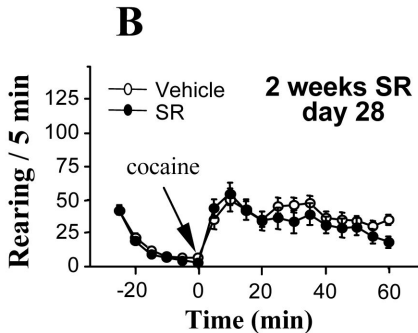 B
Rearing / 5 min
125
100
75
50
25
0
Vehicle
SR
2 weeks SR
day 28
cocaine
-20
0
20
40
60
Time (min)